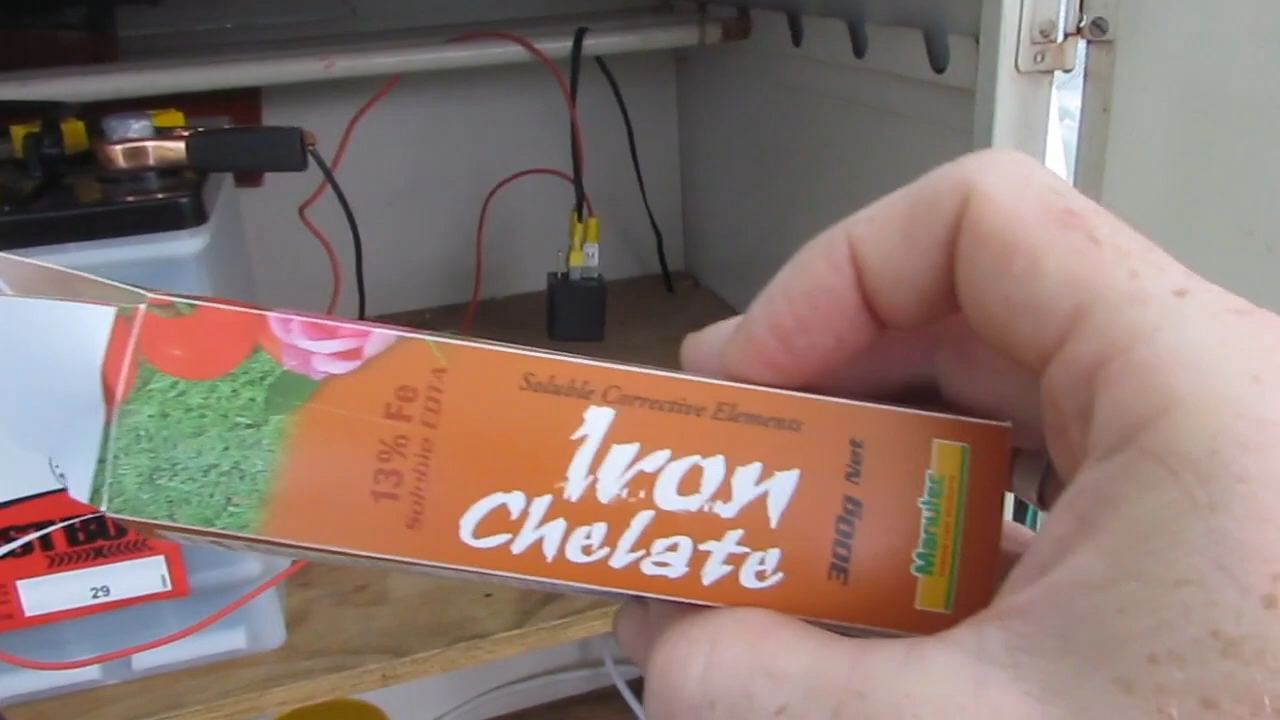 Soluble Corrective Elements
Iron
Chelate
13% Fe
Soluble EDTA
300g Net
Manutec
29